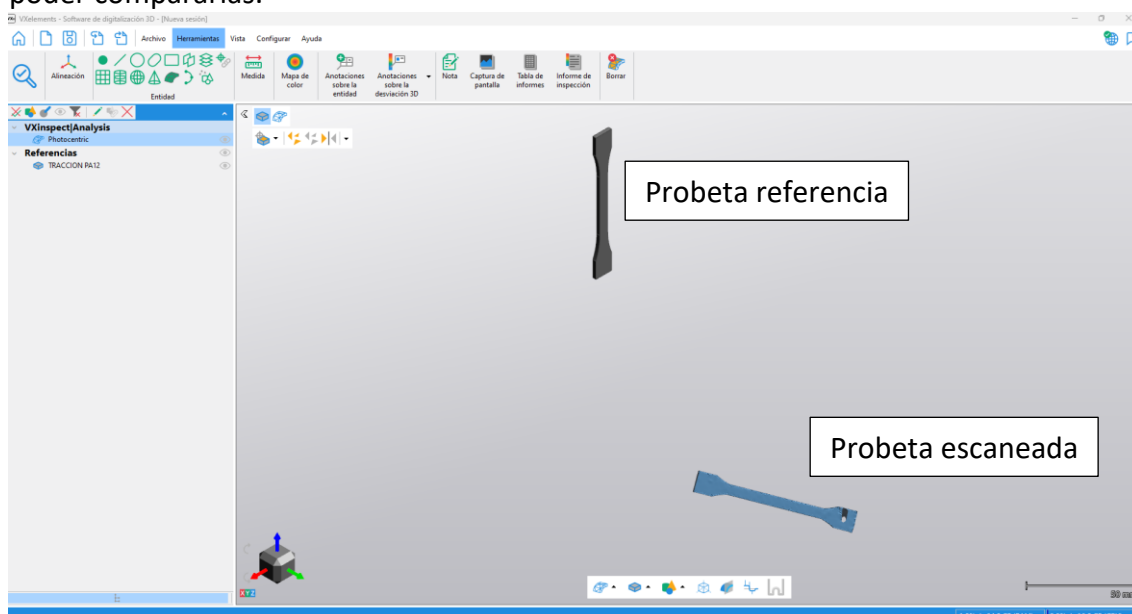 poder compararlas.
VXelements - Software de digitalización 3D - [Nueva sesión]
Archivo Herramientas Vista Configurar Ayuda
Alineación
Entidad
Medida
Mapa de color
Anotaciones sobre la entidad
Anotaciones sobre la desviación 3D
Nota
Captura de pantalla
Tabla de informes
Informe de inspección
Borrar
VXinspect|Analysis
Photocentric
Referencias
TRACCION PA12
Probeta referencia
Probeta escaneada
XYZ